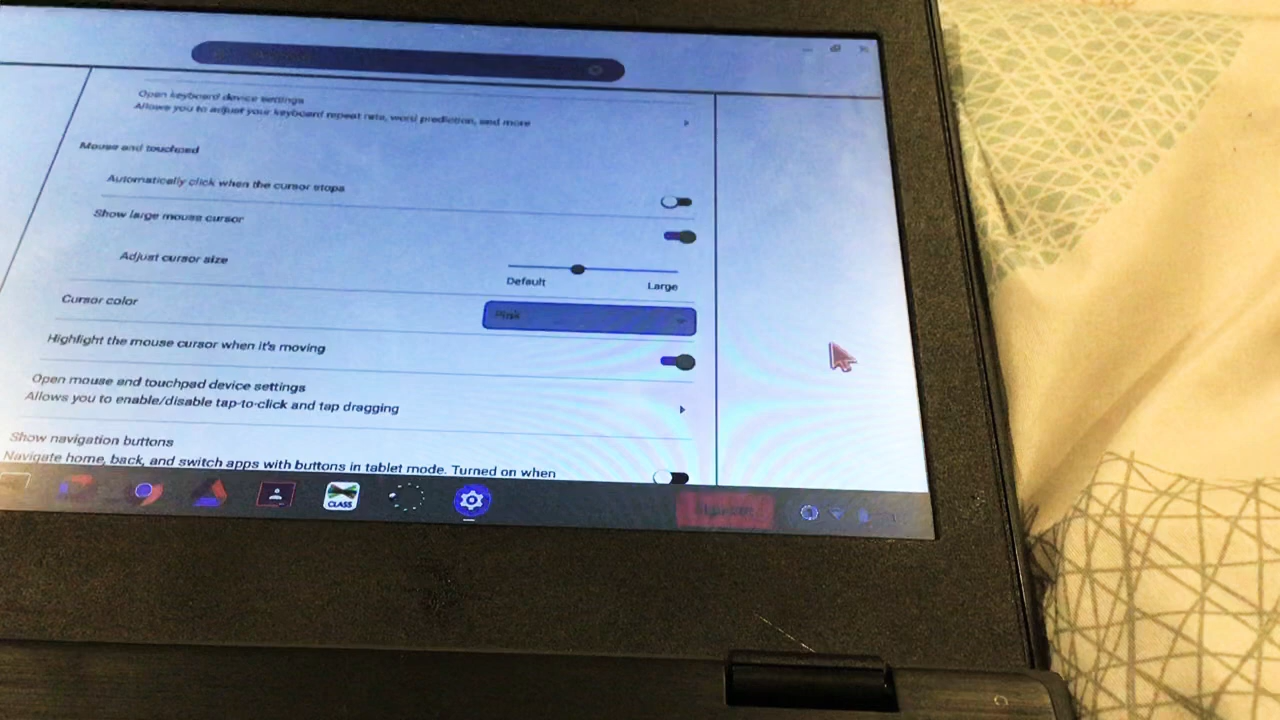 Open keyboard device settings
Allows you to adjust your keyboard repeat rate, word prediction, and more
Mouse and touchpad
Automatically click when the cursor stops
Show large mouse cursor
Adjust cursor size
Default Large
Cursor color
Pink
Highlight the mouse cursor when it's moving
Open mouse and touchpad device settings
Allows you to enable/disable tap-to-click and tap dragging
Show navigation buttons
Navigate home, back, and switch apps with buttons in tablet mode. Turned on when
CLASS